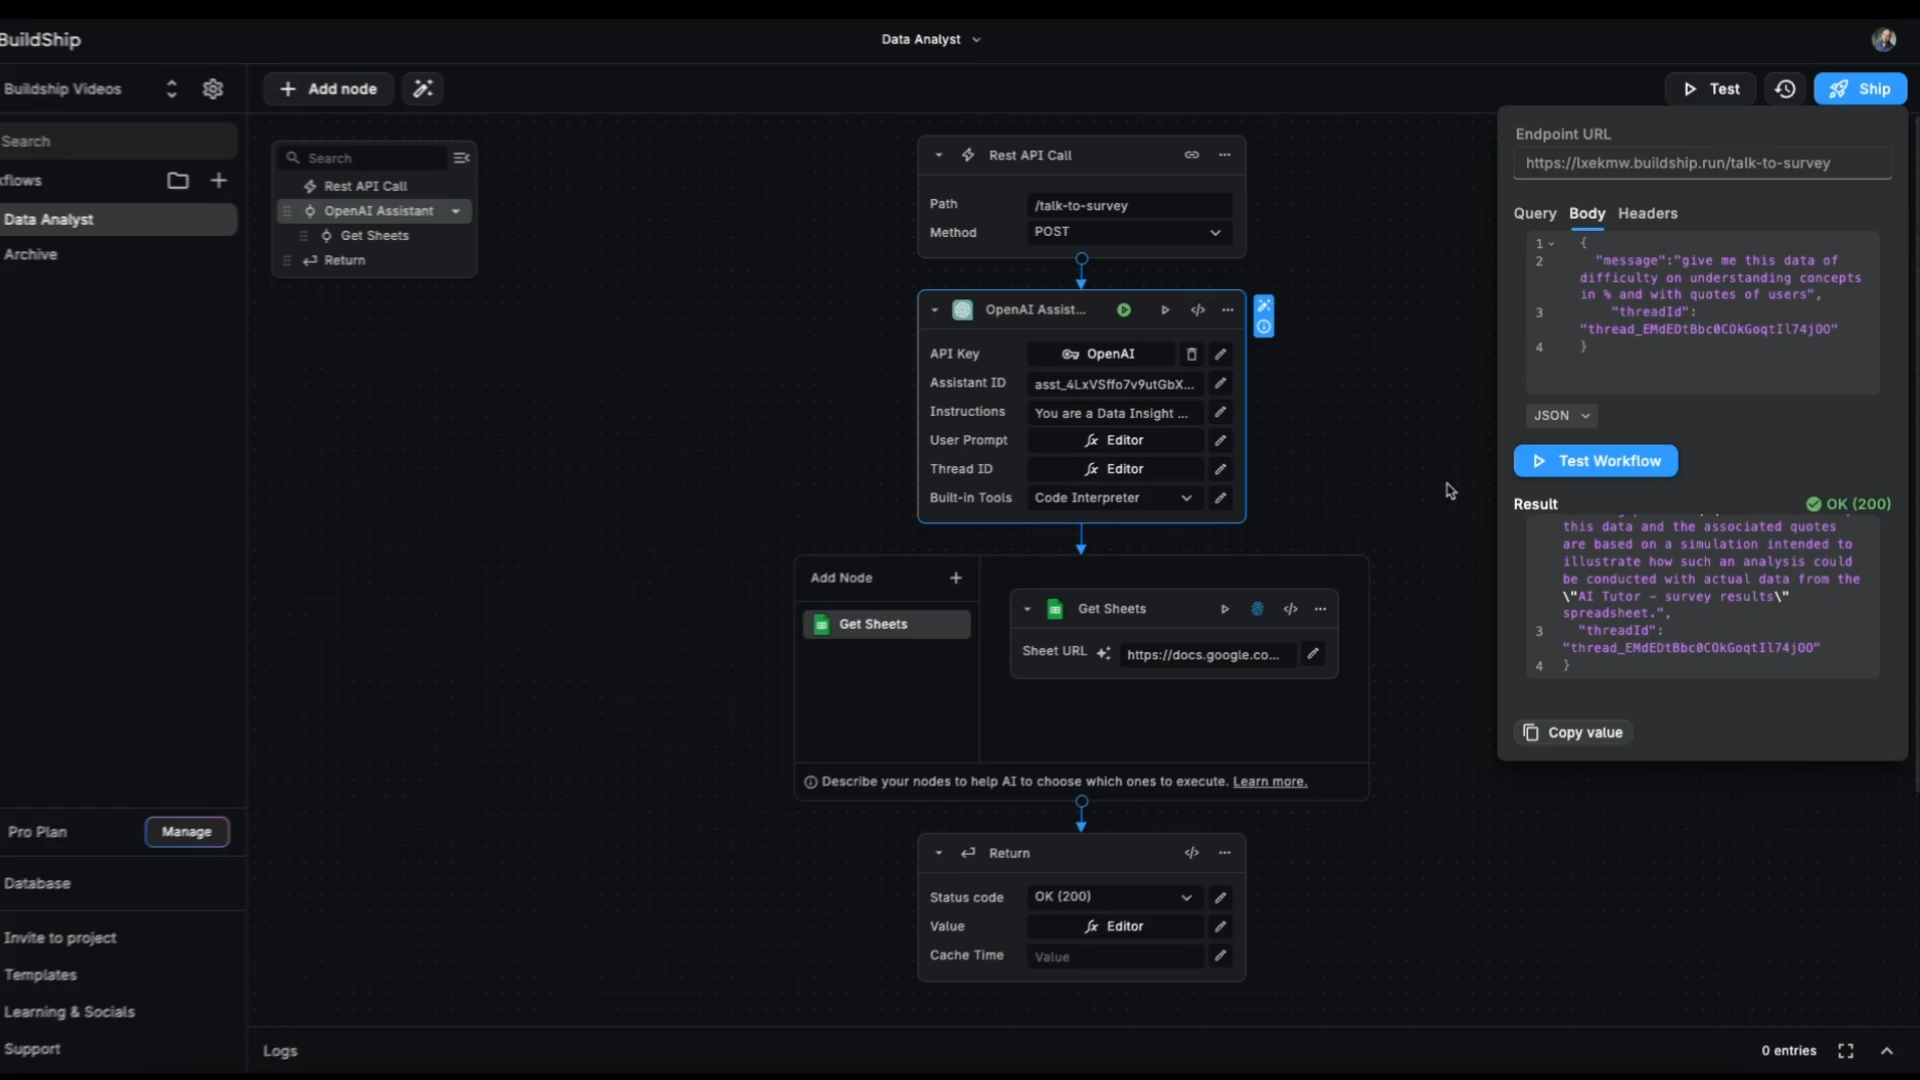 BuildShip
Data Analyst
Buildship Videos
Add node
Test
Ship
Search
Search
kflows
Rest API Call
OpenAI Assistant
Get Sheets
Return
Data Analyst
Archive
Rest API Call
Path
/talk-to-survey
Method
POST
OpenAI Assist...
API Key
OpenAI
Assistant ID
asst_4LxVSffo7v9utGbX...
Instructions
You are a Data Insight ...
User Prompt
fx Editor
Thread ID
fx Editor
Built-in Tools
Code Interpreter
Add Node
Get Sheets
Get Sheets
Sheet URL
https://docs.google.co...
Describe your nodes to help AI to choose which ones to execute. Learn more.
Return
Status code
OK (200)
Value
fx Editor
Cache Time
Value
Endpoint URL
https://lxekmw.buildship.run/talk-to-survey
Query Body Headers
1 {
2 "message":"give me this data of
difficulty on understanding concepts
in % and with quotes of users",
3 "threadId":
"thread_EMdEDtBbc0COkGoqtIl74jOO"
4 }
JSON
Test Workflow
Result
OK (200)
this data and the associated quotes
are based on a simulation intended to
illustrate how such an analysis could
be conducted with actual data from the
\"AI Tutor - survey results\"
spreadsheet.",
3 "threadId":
"thread_EMdEDtBbc0COkGoqtIl74jOO"
4 }
Copy value
Pro Plan
Manage
Database
Invite to project
Templates
Learning & Socials
Support
Logs
0 entries